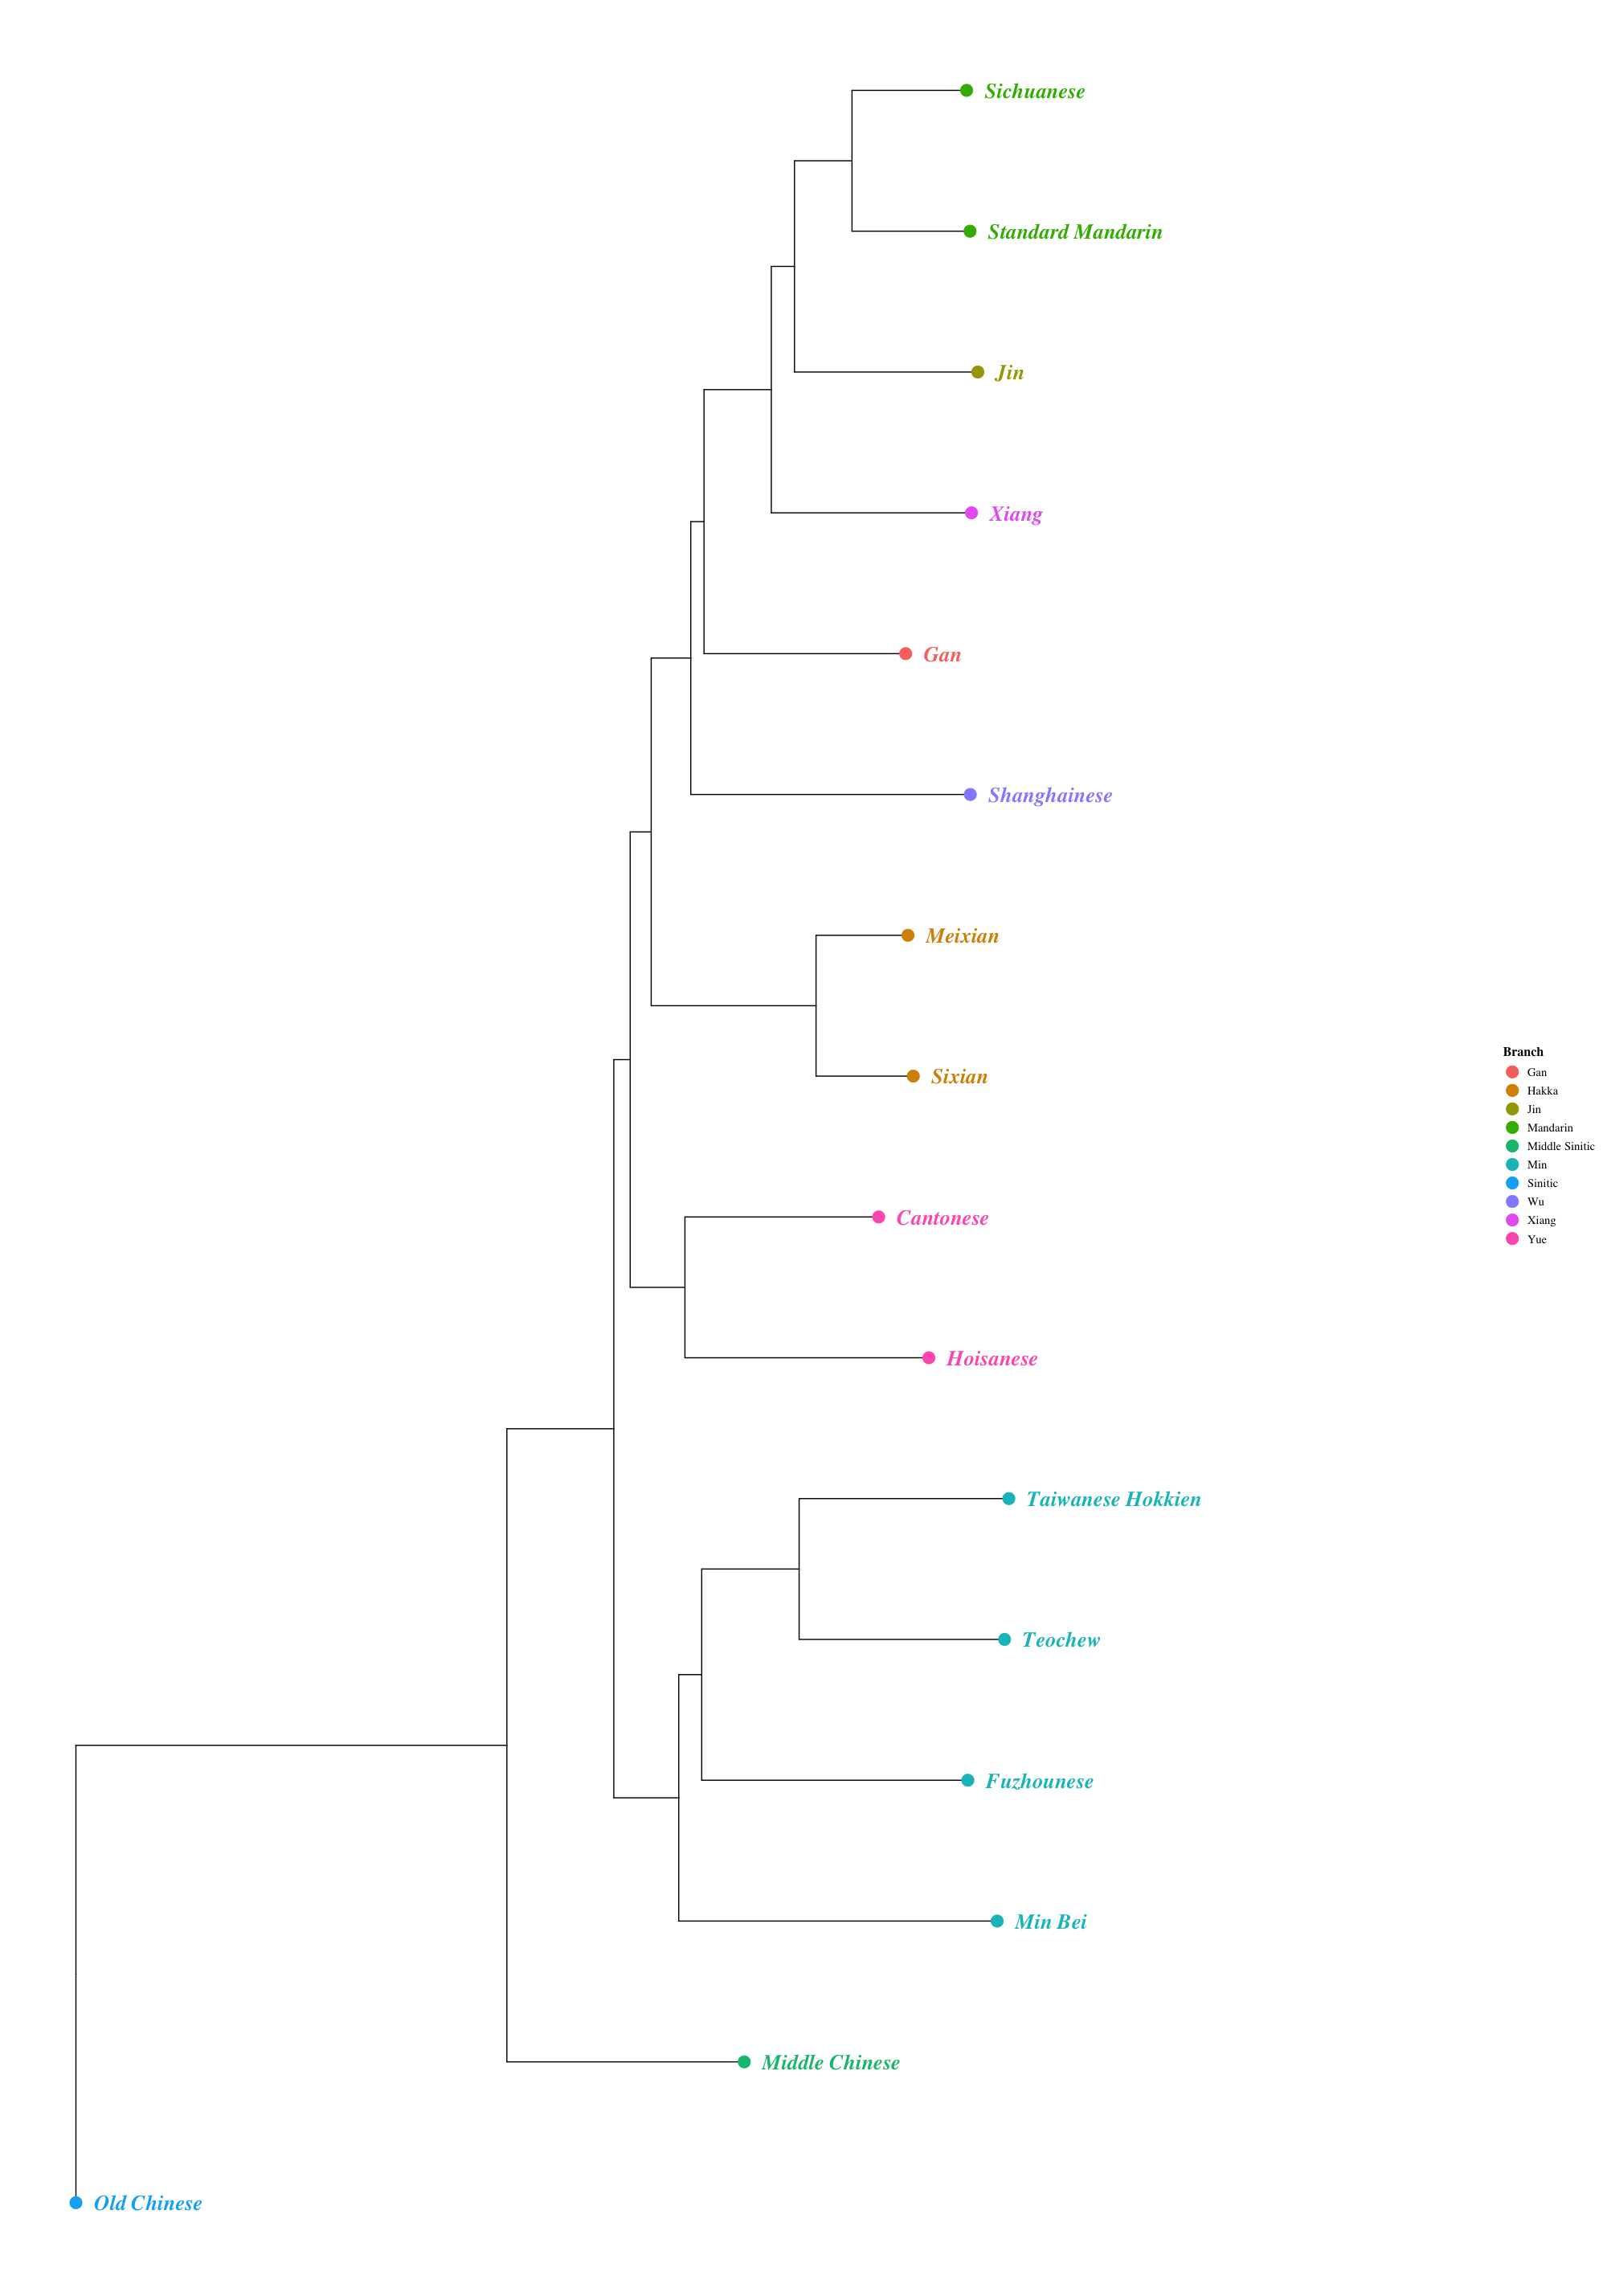 Sichuanese
Standard Mandarin
Jin
Xiang
Gan
Shanghainese
Meixian
Sixian
Cantonese
Hoisanese
Taiwanese Hokkien
Teochew
Fuzhounese
Min Bei
Middle Chinese
Old Chinese
Branch
Gan
Hakka
Jin
Mandarin
Middle Sinitic
Min
Sinitic
Wu
Xiang
Yue